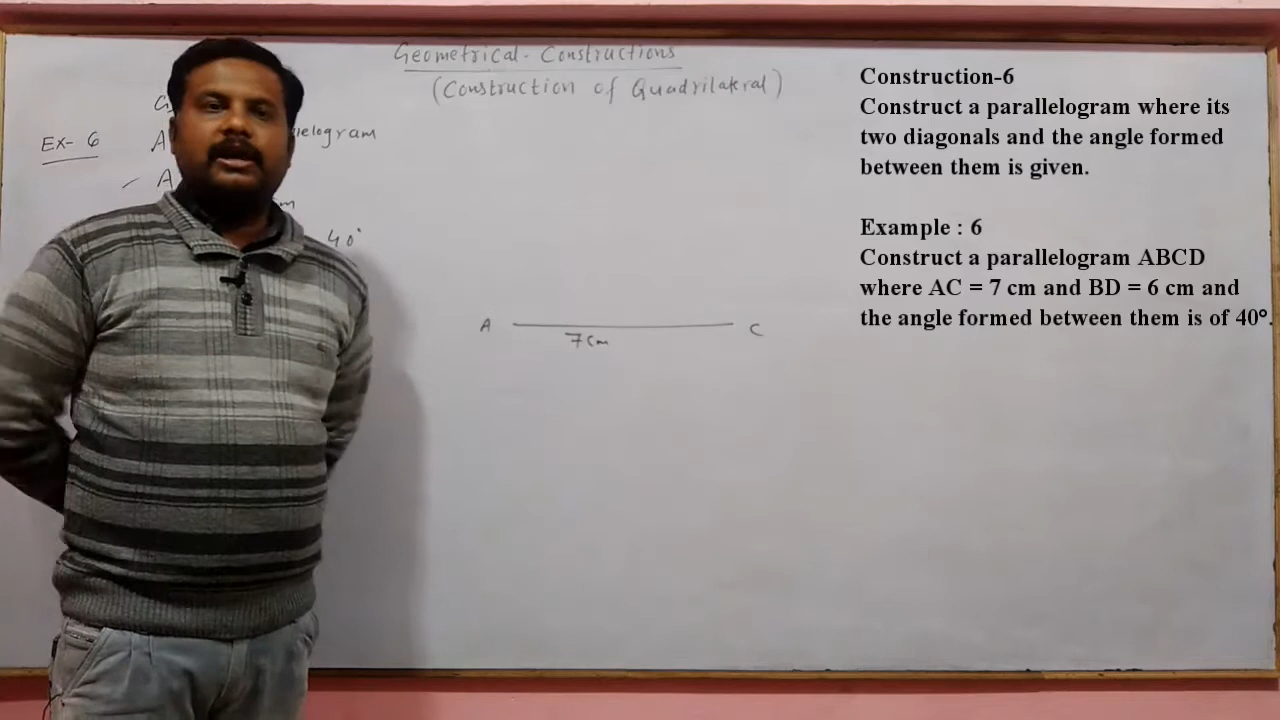 Geometrical- Constructions
(Construction of Quadrilateral)
Ex- 6
40°
A
7cm
C
Construction-6
Construct a parallelogram where its
two diagonals and the angle formed
between them is given.
Example : 6
Construct a parallelogram ABCD
where AC = 7 cm and BD = 6 cm and
the angle formed between them is of 40°.